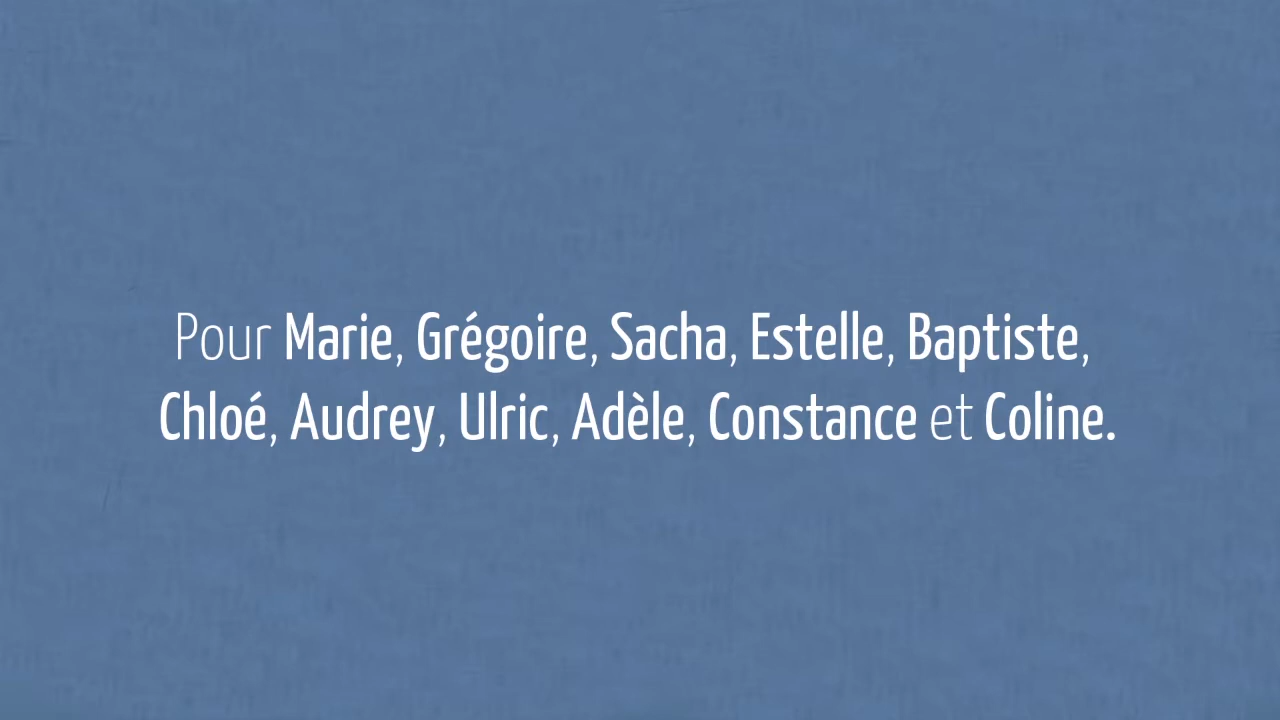 Pour Marie, Grégoire, Sacha, Estelle, Baptiste,
Chloé, Audrey, Ulric, Adèle, Constance et Coline.